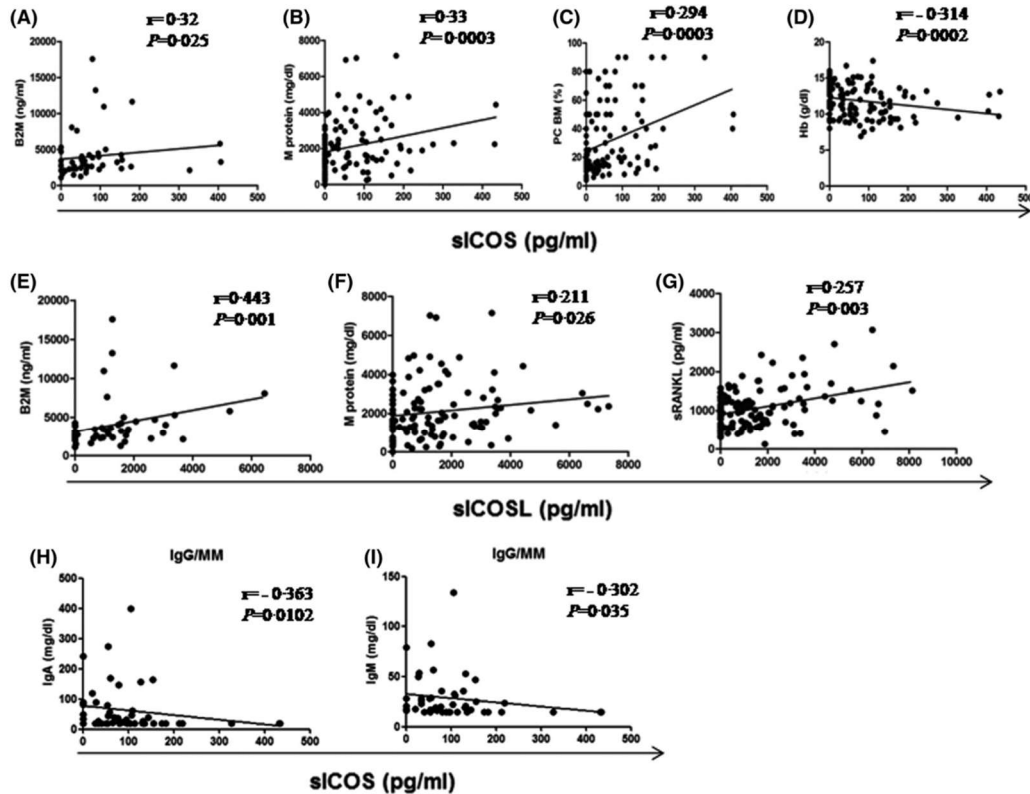 (A)
r=0·32
P=0·025
B2M (ng/ml)
20000
15000
10000
5000
0
0 100 200 300 400 500
(B)
r=0·33
P=0·0003
M protein (mg/dl)
8000
6000
4000
2000
0
0 100 200 300 400 500
(C)
r=0·294
P=0·0003
PC BM (%)
100
80
60
40
20
0
0 100 200 300 400 500
(D)
r=-0·314
P=0·0002
Hb (g/dl)
20
15
10
5
0
0 100 200 300 400 500
sICOS (pg/ml)
(E)
r=0·443
P=0·001
B2M (ng/ml)
20000
15000
10000
5000
0
0 2000 4000 6000 8000
(F)
r=0·211
P=0·026
M protein (mg/dl)
8000
6000
4000
2000
0
0 2000 4000 6000 8000
(G)
r=0·257
P=0·003
sRANKL (pg/ml)
4000
3000
2000
1000
0
0 2000 4000 6000 8000 10000
sICOSL (pg/ml)
(H)
IgG/MM
r=-0·363
P=0·0102
IgA (mg/dl)
500
400
300
200
100
0
0 100 200 300 400 500
(I)
IgG/MM
r=-0·302
P=0·035
IgM (mg/dl)
150
100
50
0
0 100 200 300 400 500
sICOS (pg/ml)